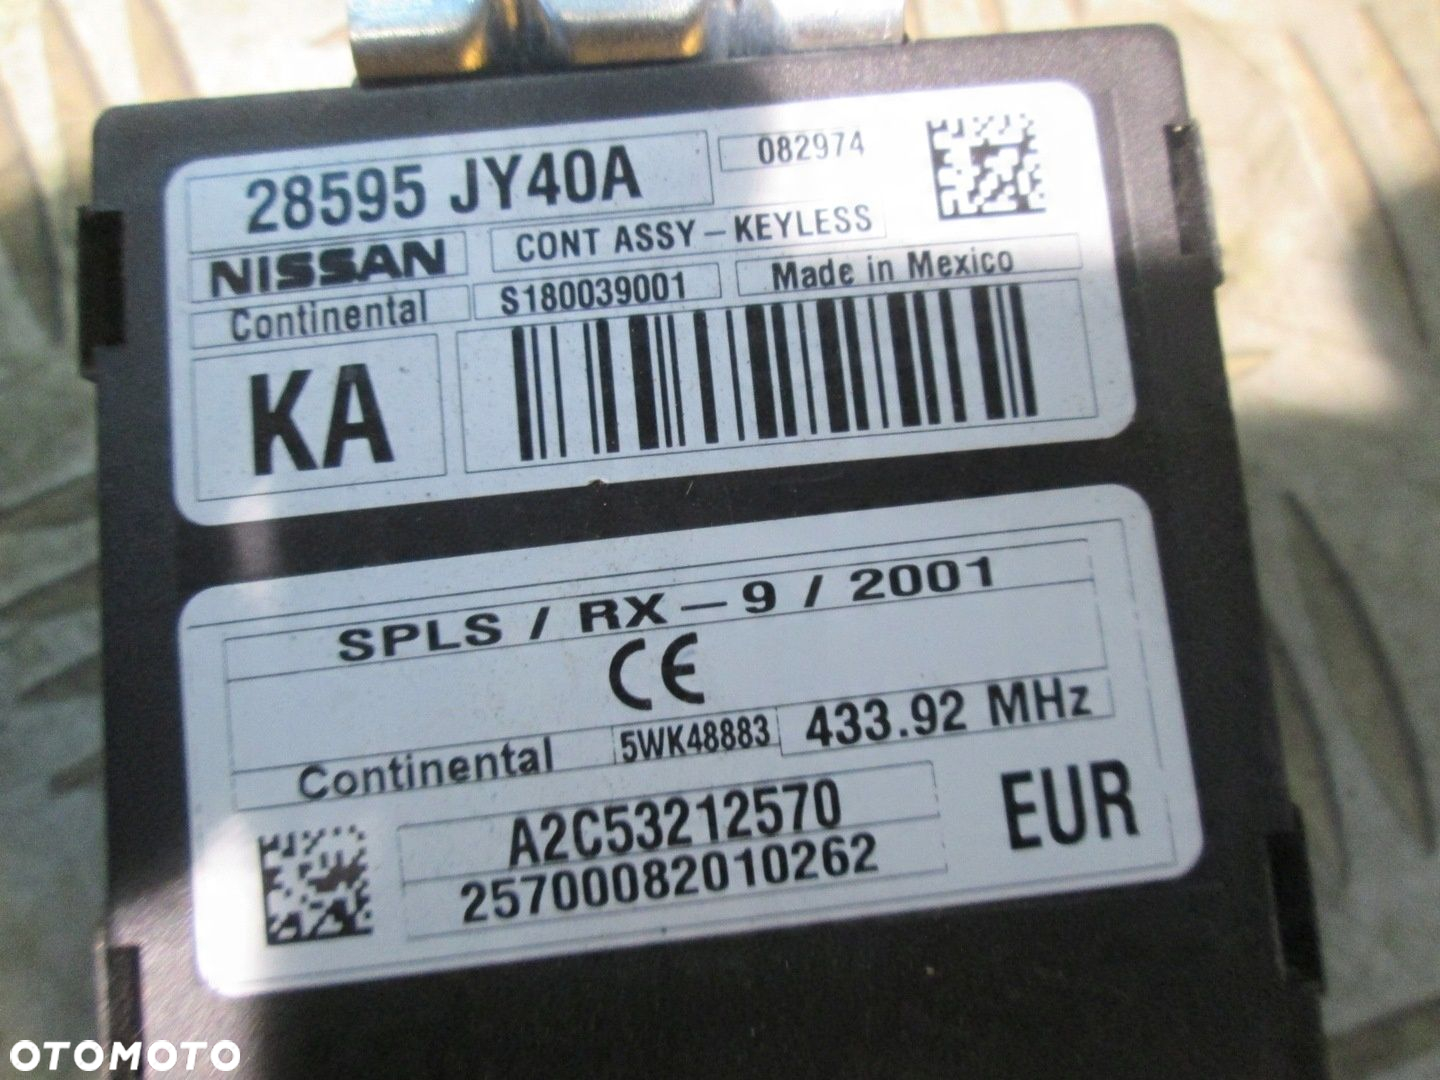 28595 JY40A
082974
NISSAN
CONT ASSY – KEYLESS
Continental
S180039001
Made in Mexico
KA
SPLS / RX – 9 / 2001
CE
Continental
5WK48883
433.92 MHz
A2C53212570
EUR
25700082010262
OTOMOTO